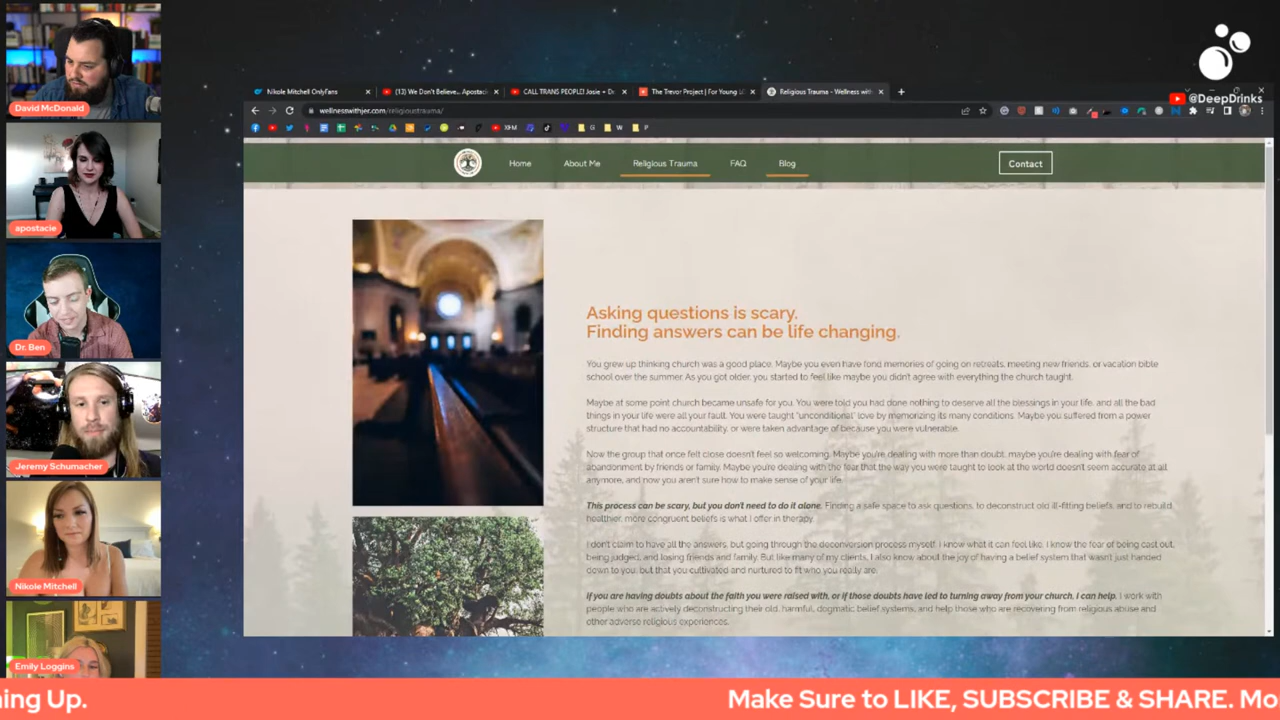 David McDonald
apostacie
Dr. Ben
Jeremy Schumacher
Nikole Mitchell
Emily Loggins
@DeepDrinks
Nikole Mitchell OnlyFans
(13) We Don't Believe... Apostaci
CALL TRANS PEOPLE! Josie + Dr.
The Trevor Project | For Young L
Religious Trauma - Wellness with
wellnesswithjer.com/religioustrauma/
XFM
G
W
P
Home
About Me
Religious Trauma
FAQ
Blog
Contact
Asking questions is scary.
Finding answers can be life changing.
You grew up thinking church was a good place. Maybe you even have fond memories of going on retreats, meeting new friends, or vacation bible
school over the summer. As you got older, you started to feel like maybe you didn't agree with everything the church taught.
Maybe at some point church became unsafe for you. You were told you had done nothing to deserve all the blessings in your life, and all the bad
things in your life were all your fault. You were taught "unconditional" love by memorizing its many conditions. Maybe you suffered from a power
structure that had no accountability, or were taken advantage of because you were vulnerable.
Now the group that once felt close doesn't feel so welcoming. Maybe you're dealing with more than doubt, maybe you're dealing with fear of
abandonment by friends or family. Maybe you're dealing with the fear that the way you were taught to look at the world doesn't seem accurate at all
anymore, and now you aren't sure how to make sense of your life.
This process can be scary, but you don't need to do it alone. Finding a safe space to ask questions, to deconstruct old ill-fitting beliefs, and to rebuild
healthier, more congruent beliefs is what I offer in therapy.
I don't claim to have all the answers, but going through the deconversion process myself, I know what it can feel like. I know the fear of being cast out,
being judged, and losing friends and family. But like many of my clients, I also know about the joy of having a belief system that wasn't just handed
down to you, but that you cultivated and nurtured to fit who you really are.
If you are having doubts about the faith you were raised with, or if those doubts have led to turning away from your church, I can help. I work with
people who are actively deconstructing their old, harmful, dogmatic belief systems, and help those who are recovering from religious abuse and
other adverse religious experiences.
ning Up.
Make Sure to LIKE, SUBSCRIBE & SHARE. Mo